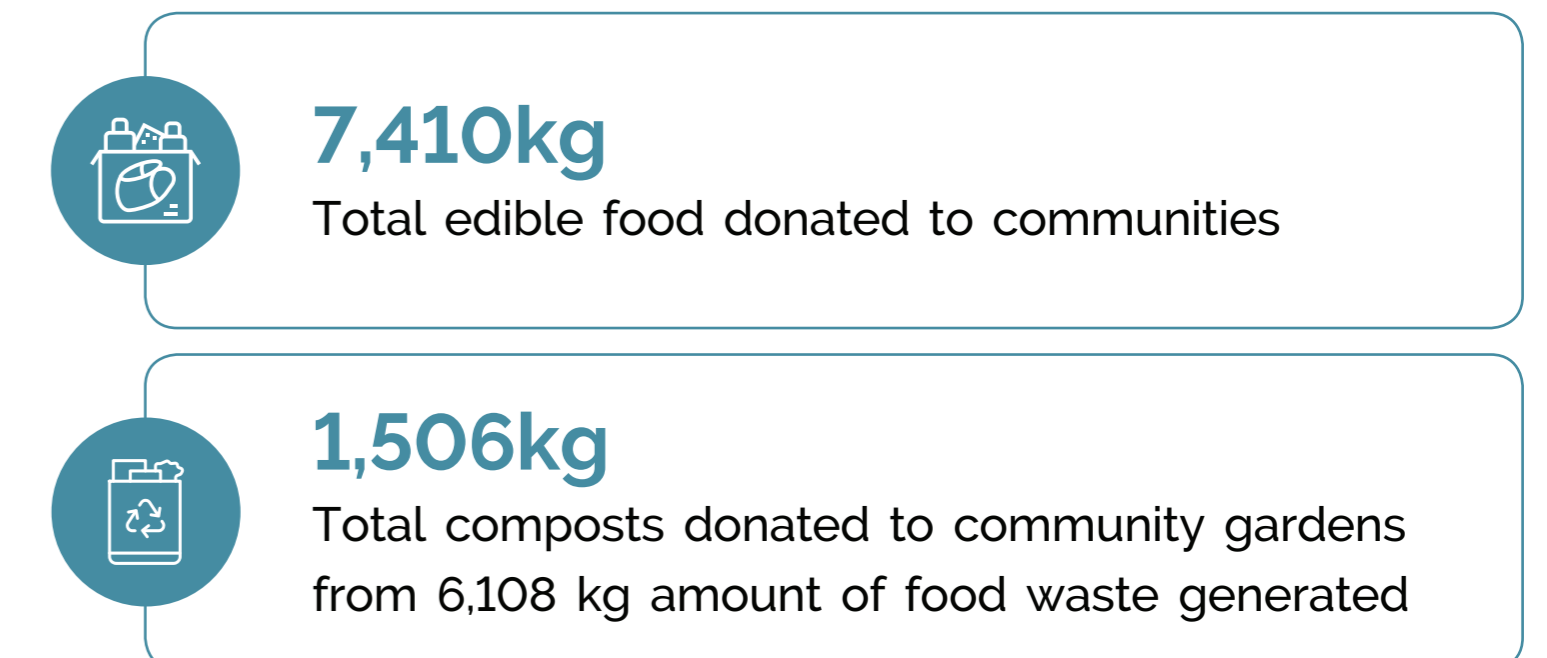 7,410kg
Total edible food donated to communities
1,506kg
Total composts donated to community gardens
from 6,108 kg amount of food waste generated